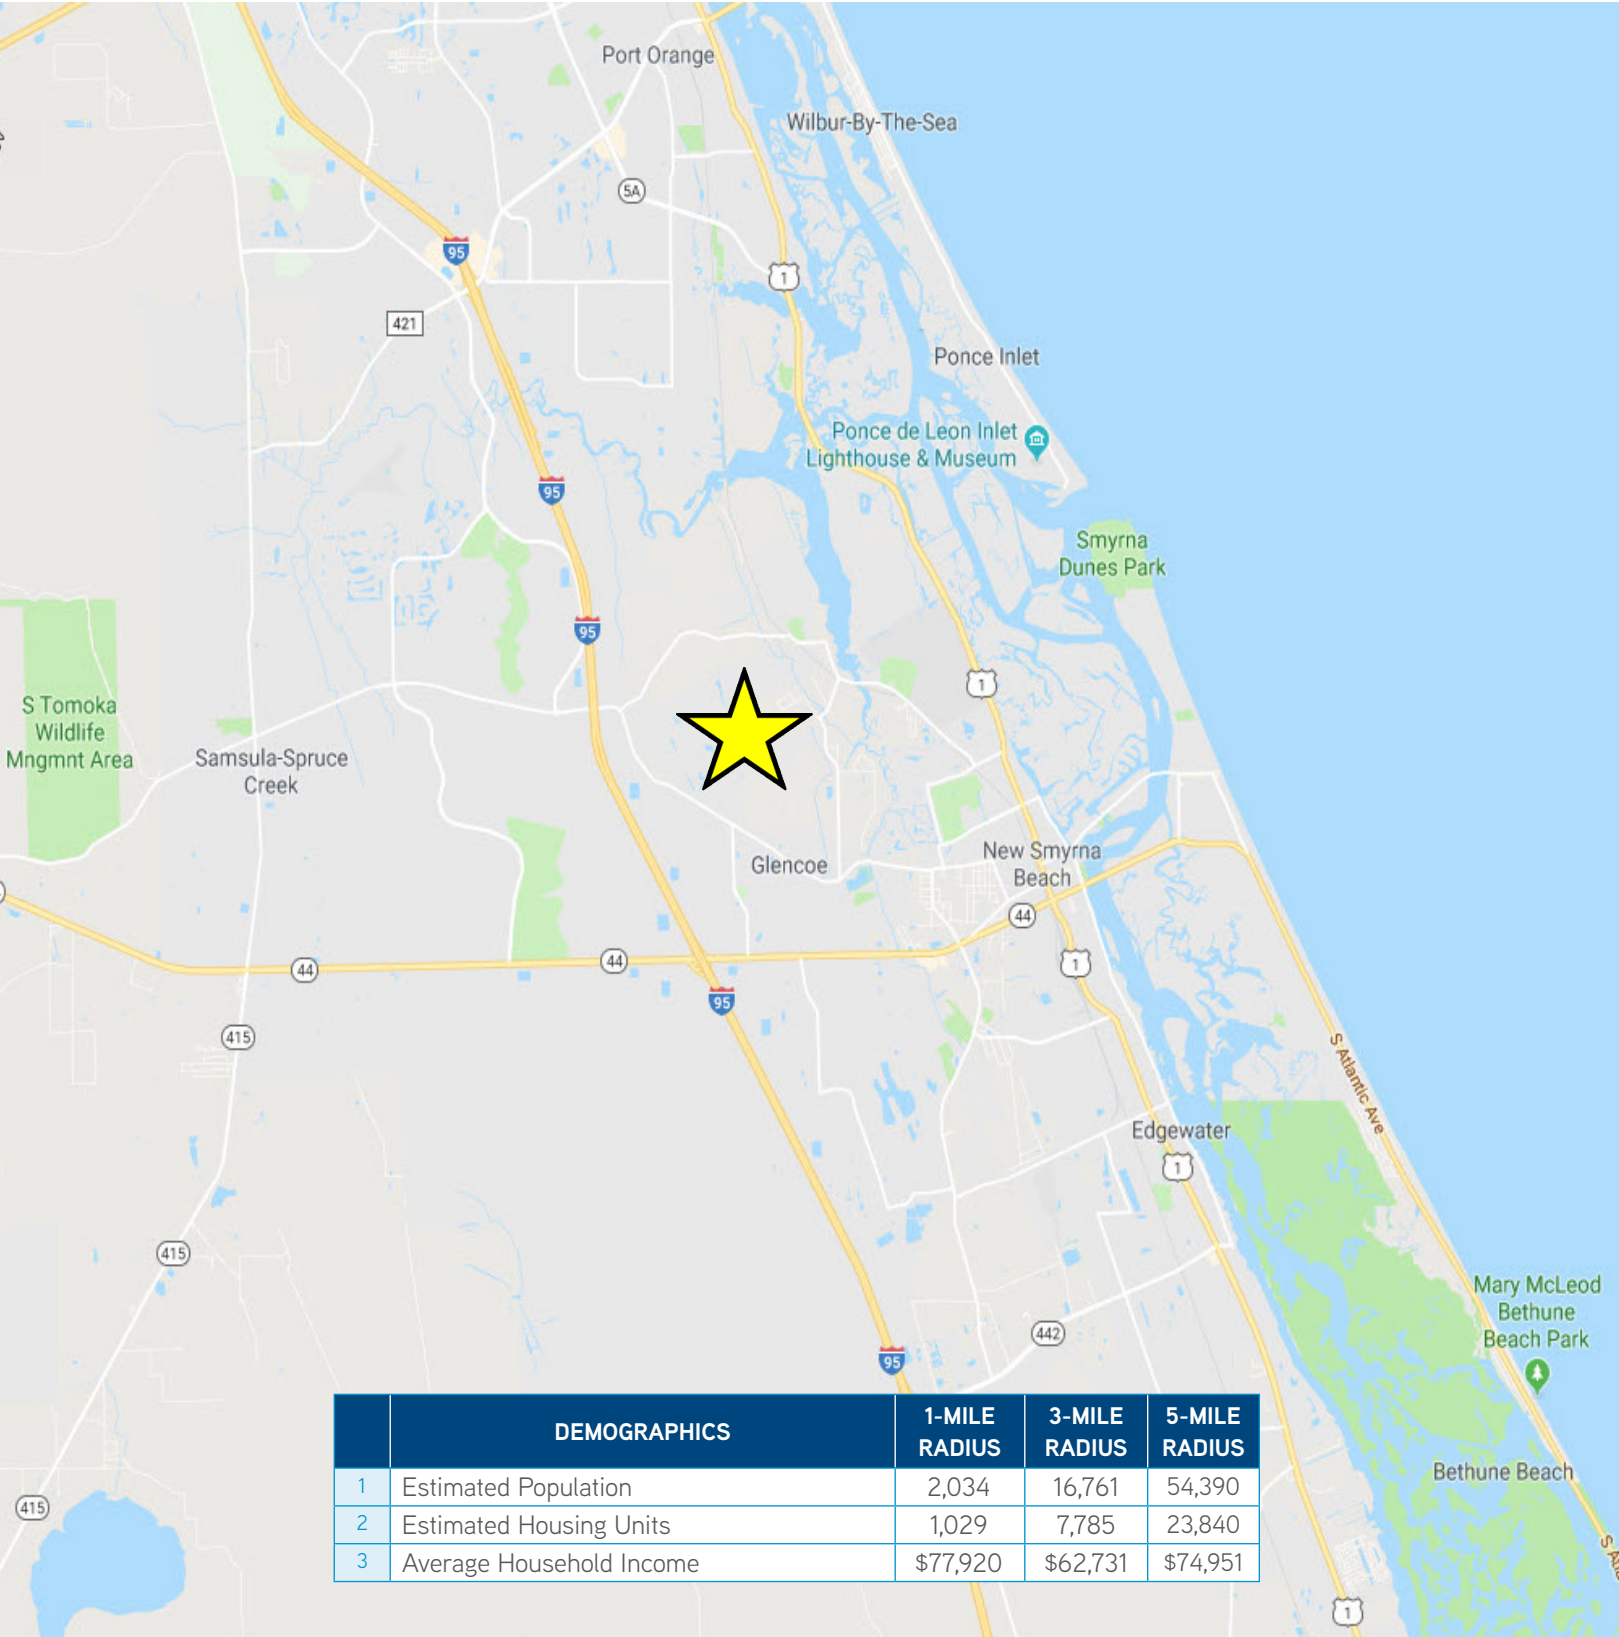 Port Orange
Wilbur-By-The-Sea
5A
95
1
421
Ponce Inlet
Ponce de Leon Inlet
Lighthouse & Museum
95
Smyrna
Dunes Park
95
1
S Tomoka
Wildlife
Mngmnt Area
Samsula-Spruce
Creek
Glencoe
New Smyrna
Beach
44
44
44
1
95
415
S Atlantic Ave
Edgewater
1
415
Mary McLeod
Bethune
Beach Park
442
95
DEMOGRAPHICS
1-MILE
RADIUS
3-MILE
RADIUS
5-MILE
RADIUS
1 Estimated Population 2,034 16,761 54,390
2 Estimated Housing Units 1,029 7,785 23,840
3 Average Household Income $77,920 $62,731 $74,951
Bethune Beach
415
1